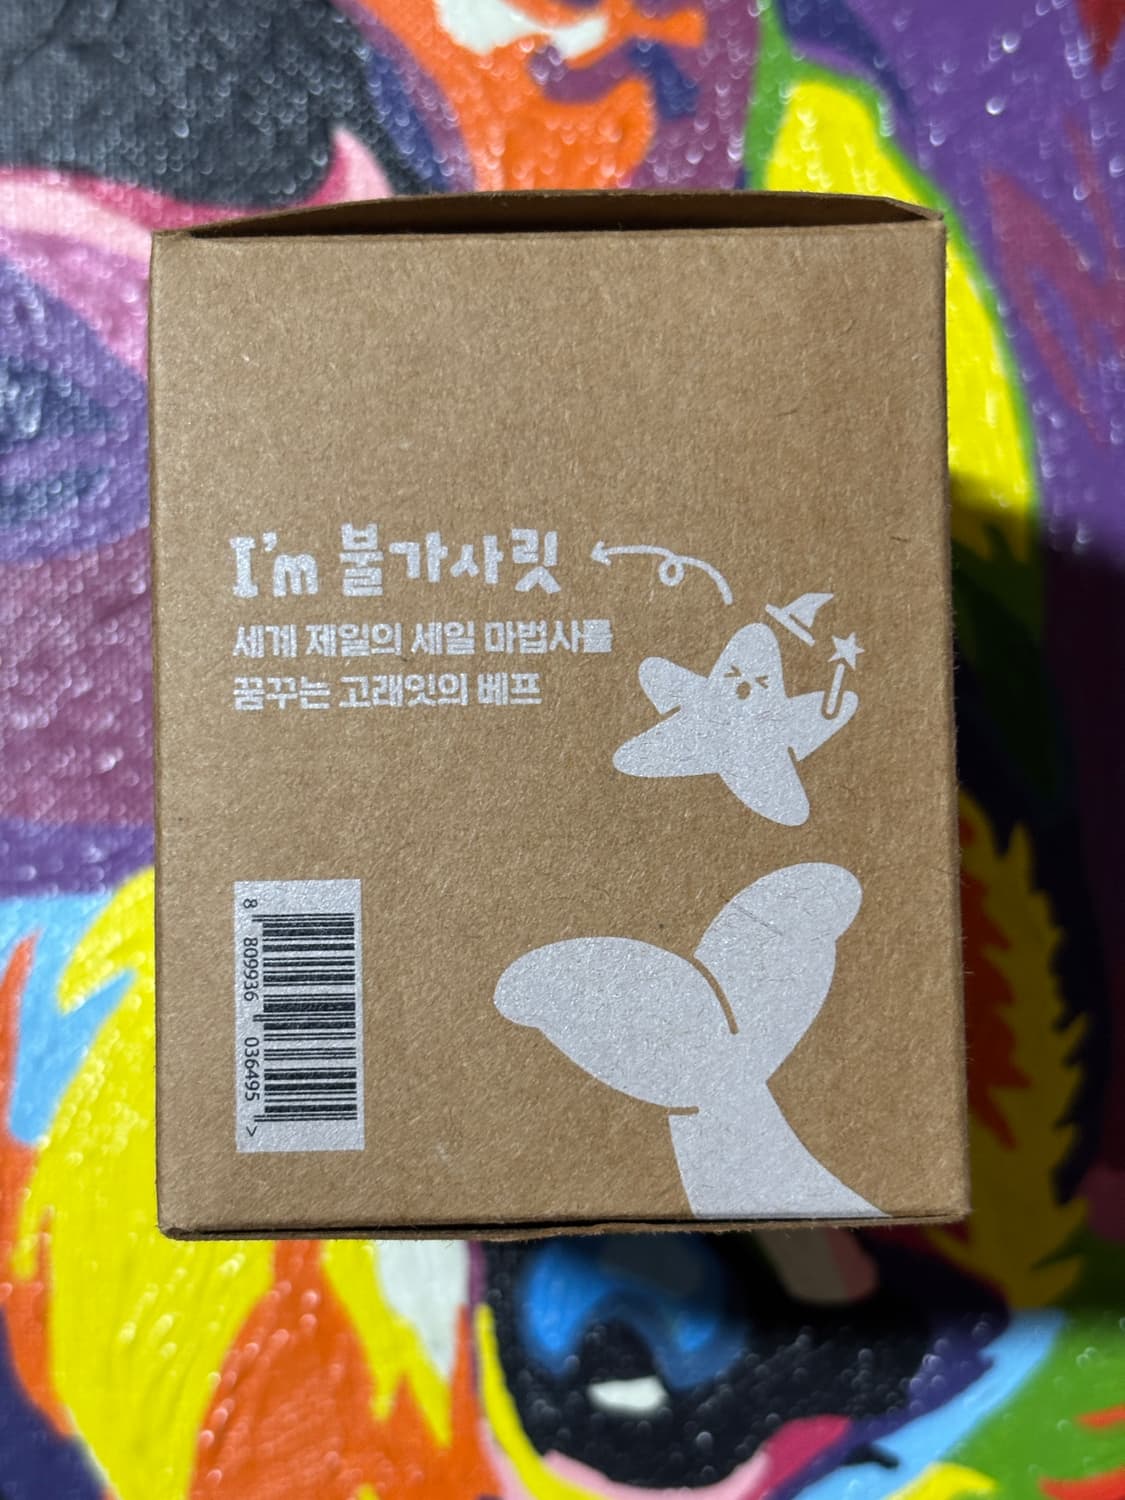 I'm 불가사릿
세계 제일의 세일 마법사를
꿈꾸는 고래잇의 베프
8 809936 036495 >